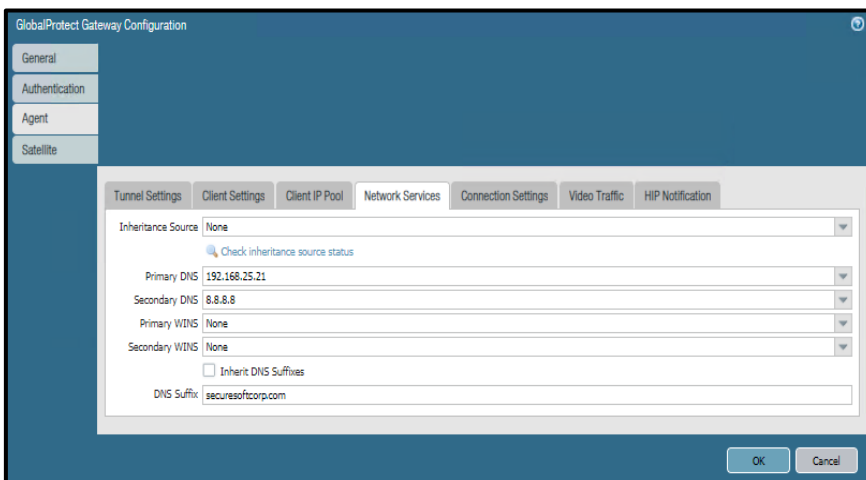 GlobalProtect Gateway Configuration
General
Authentication
Agent
Satellite
Tunnel Settings Client Settings Client IP Pool Network Services Connection Settings Video Traffic HIP Notification
Inheritance Source None
Check inheritance source status
Primary DNS 192.168.25.21
Secondary DNS 8.8.8.8
Primary WINS None
Secondary WINS None
Inherit DNS Suffixes
DNS Suffix securesoftcorp.com
OK Cancel